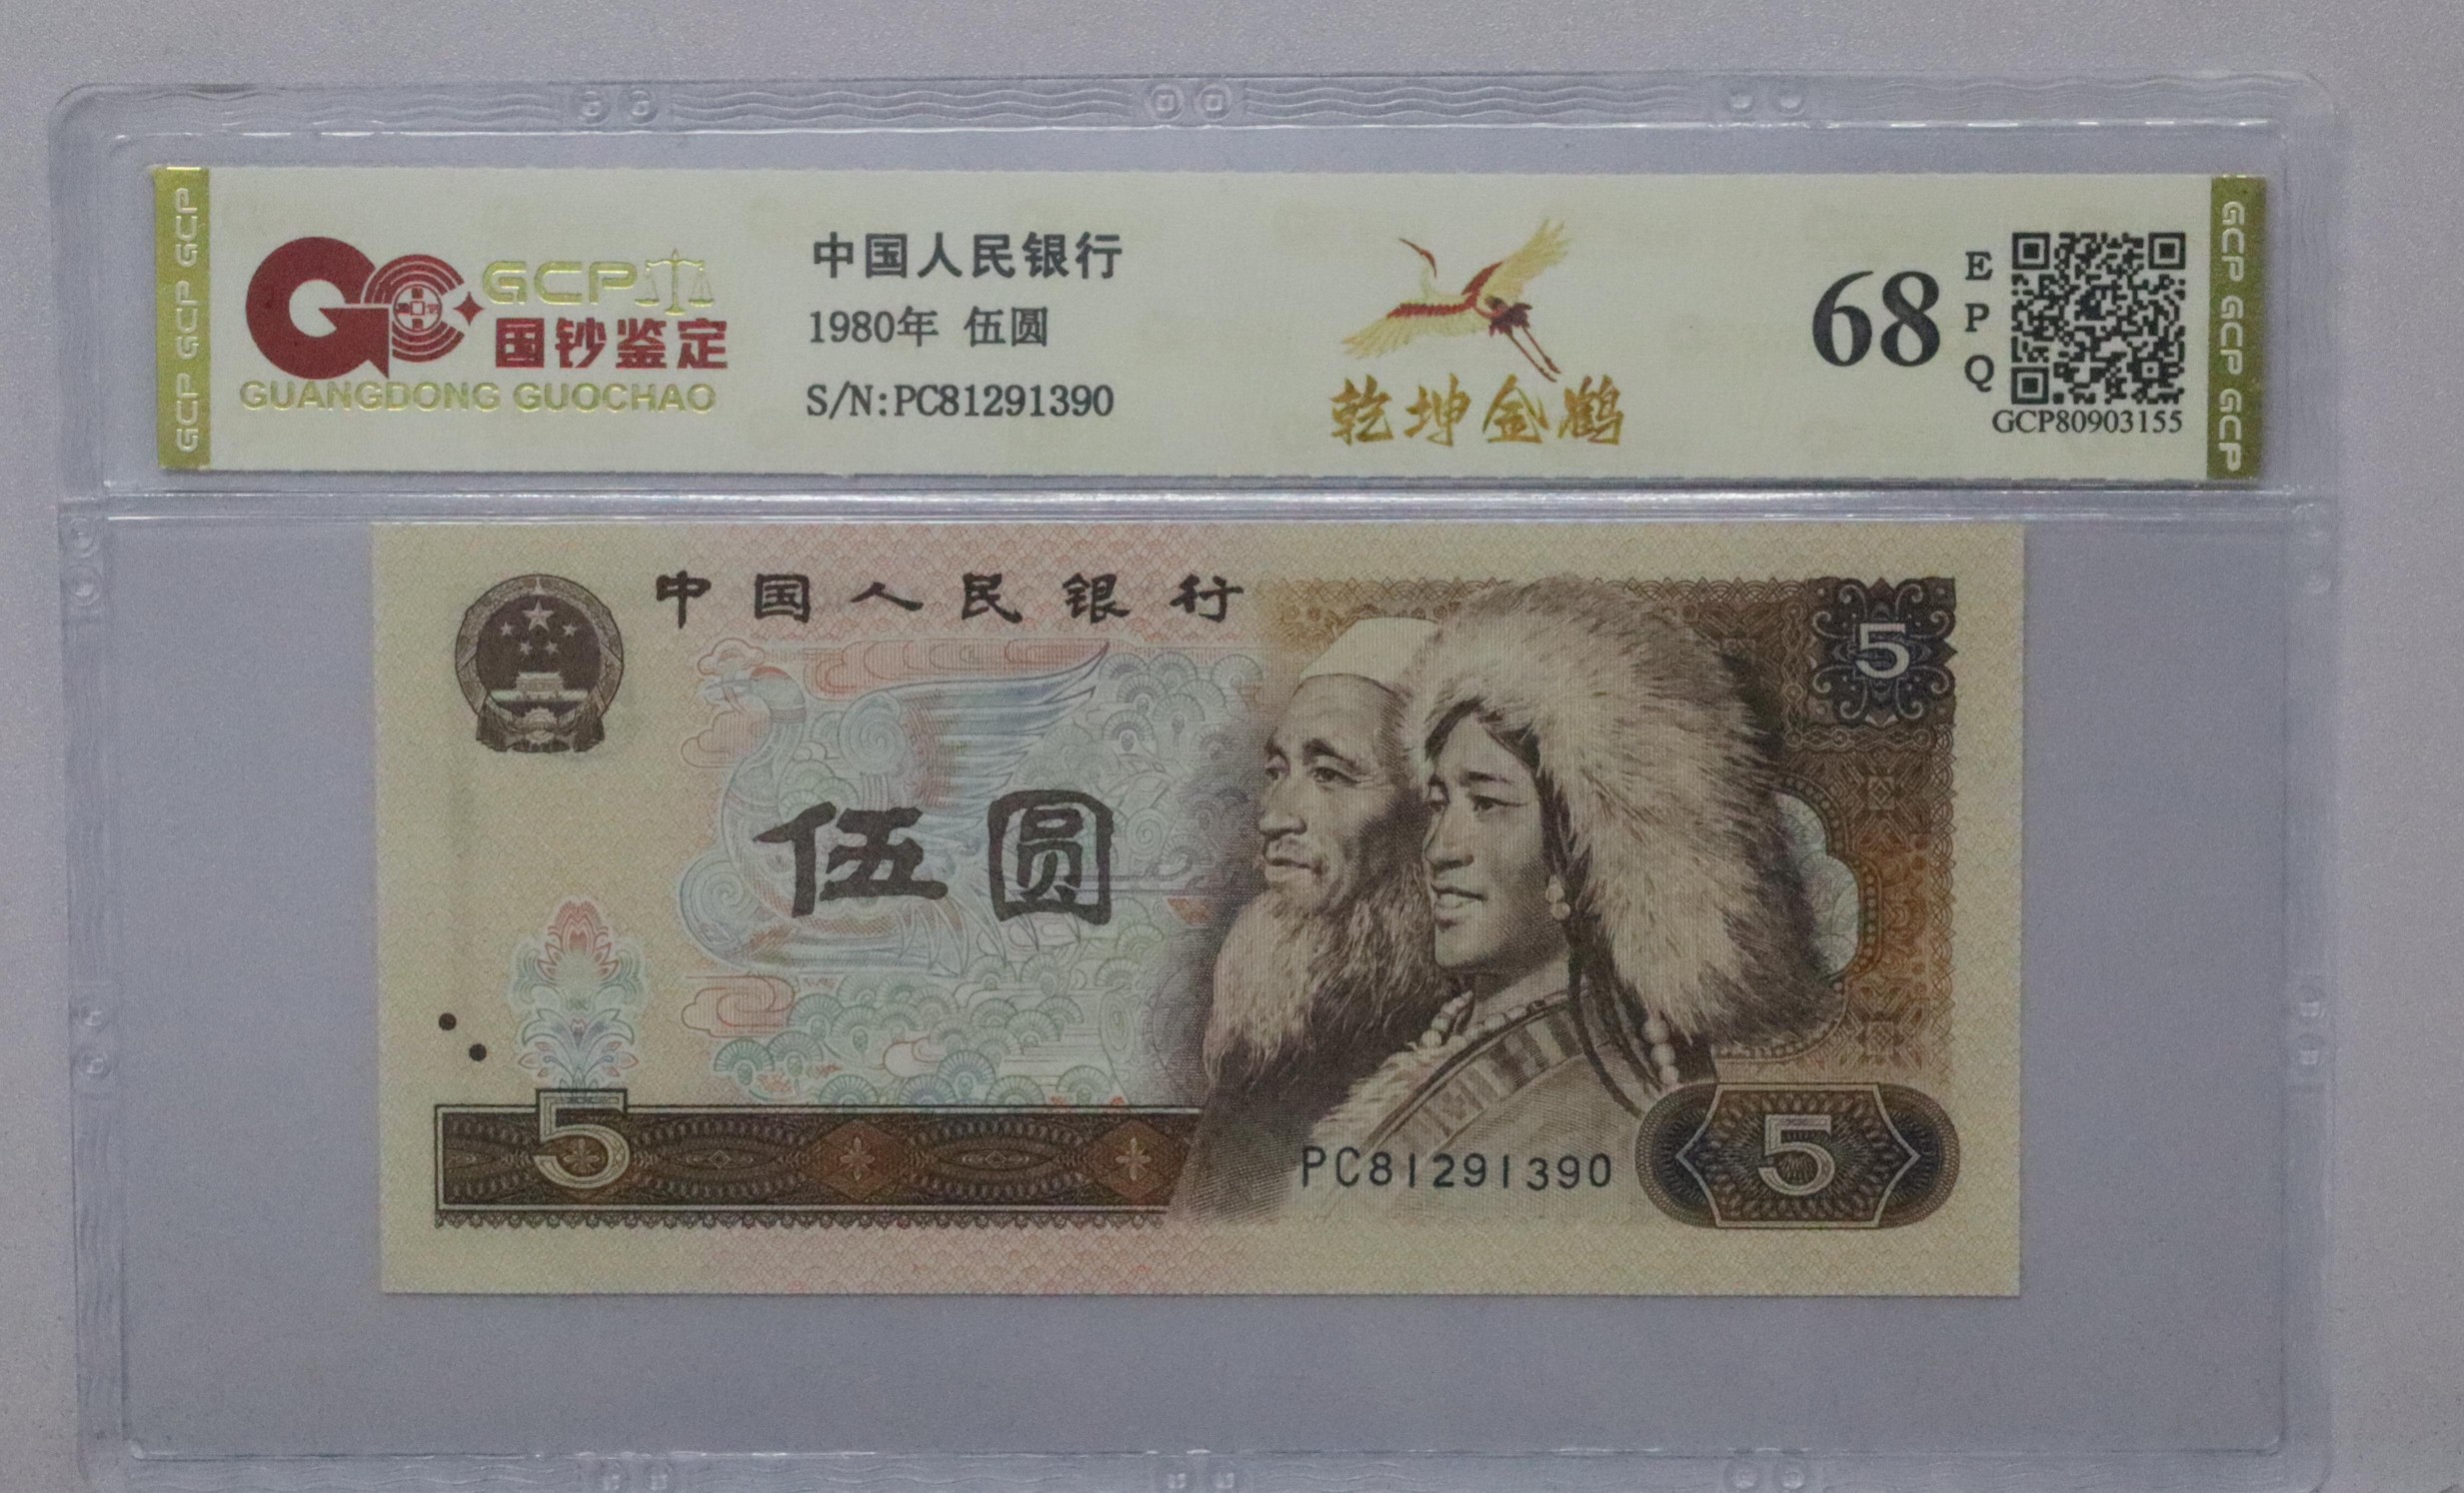 GCP GCP GCP
GCP
国钞鉴定
GUANGDONG GUOCHAO
中国人民银行
1980年 伍圆
S/N:PC81291390
乾坤金鹤
68
EPQ
GCP80903155
GCP GCP GCP
中国人民银行
5
伍圆
5
PC81291390
5